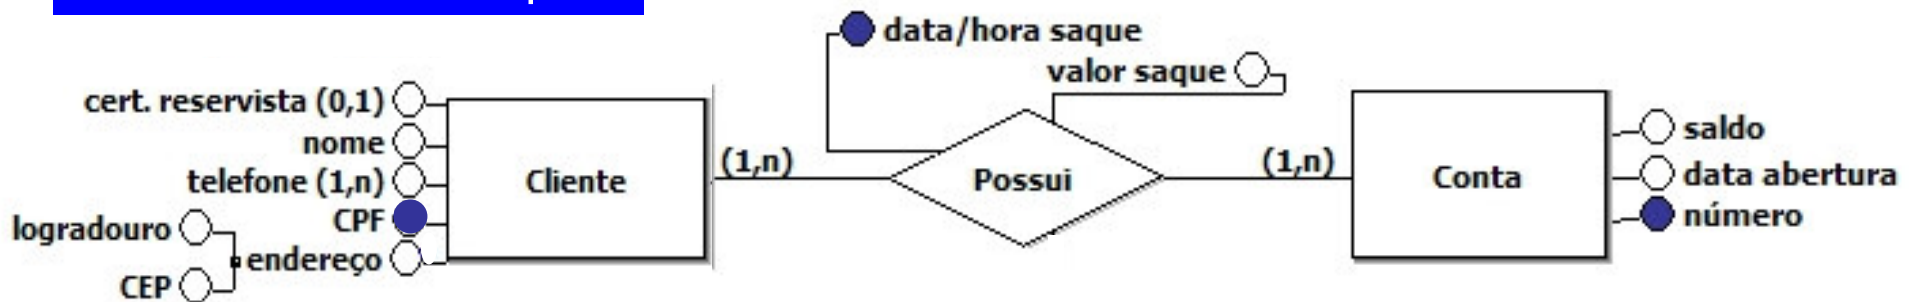 data/hora saque
valor saque
cert. reservista (0,1)
nome
telefone (1,n)
CPF
logradouro
endereço
CEP
Cliente
(1,n)
Possui
(1,n)
Conta
saldo
data abertura
número